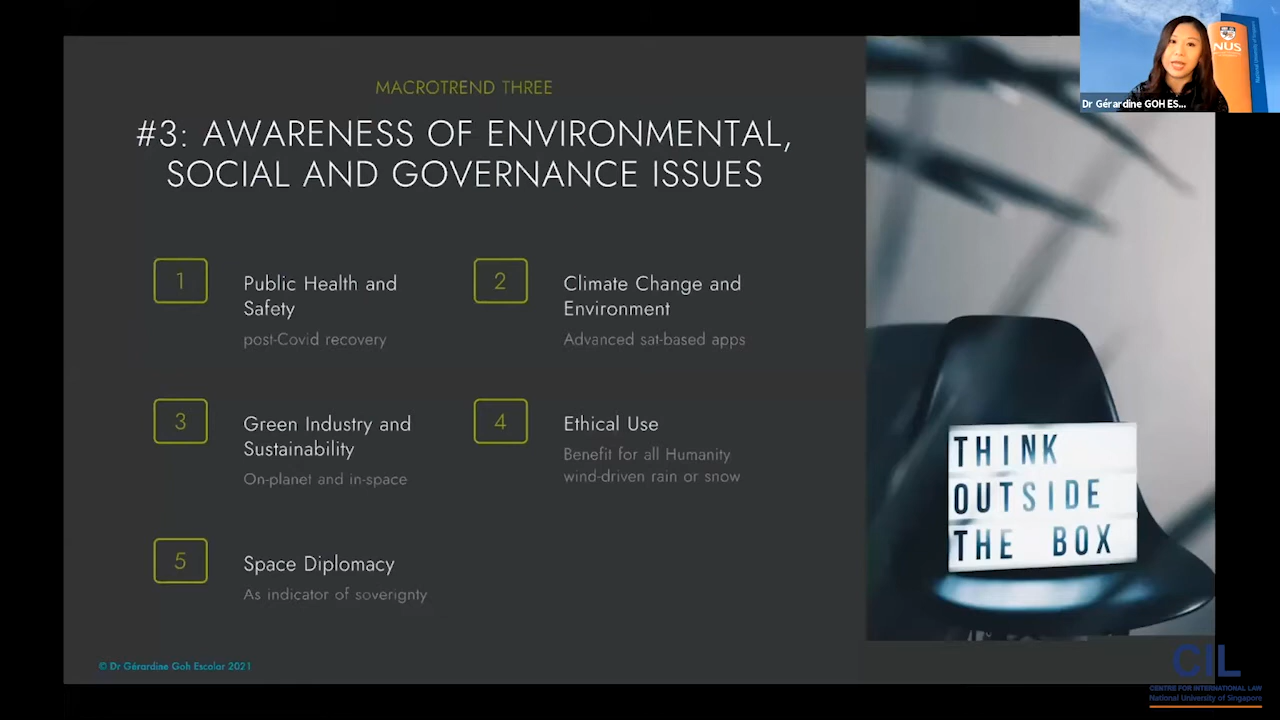 MACROTREND THREE
#3: AWARENESS OF ENVIRONMENTAL,
SOCIAL AND GOVERNANCE ISSUES
1
Public Health and
Safety
post-Covid recovery
2
Climate Change and
Environment
Advanced sat-based apps
3
Green Industry and
Sustainability
On-planet and in-space
4
Ethical Use
Benefit for all Humanity
wind-driven rain or snow
5
Space Diplomacy
As indicator of soverignty
© Dr Gérardine Goh Escolar 2021
THINK
OUTSIDE
THE BOX
NUS
Dr Gérardine GOH ES...
CIL
CENTRE FOR INTERNATIONAL LAW
National University of Singapore